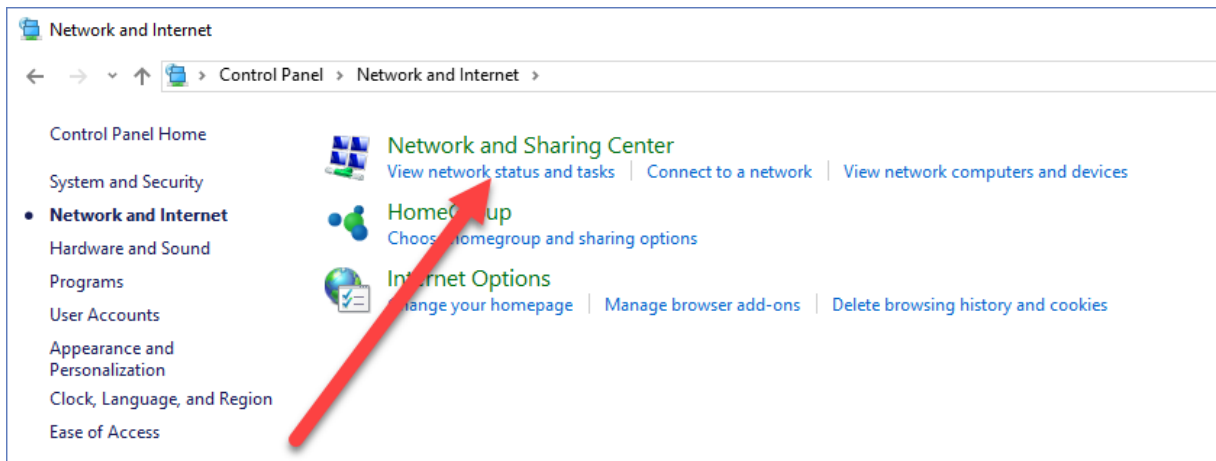 Network and Internet
Control Panel > Network and Internet >
Control Panel Home
System and Security
Network and Internet
Hardware and Sound
Programs
User Accounts
Appearance and
Personalization
Clock, Language, and Region
Ease of Access
Network and Sharing Center
View network status and tasks | Connect to a network | View network computers and devices
HomeGroup
Choose homegroup and sharing options
Internet Options
Change your homepage | Manage browser add-ons | Delete browsing history and cookies